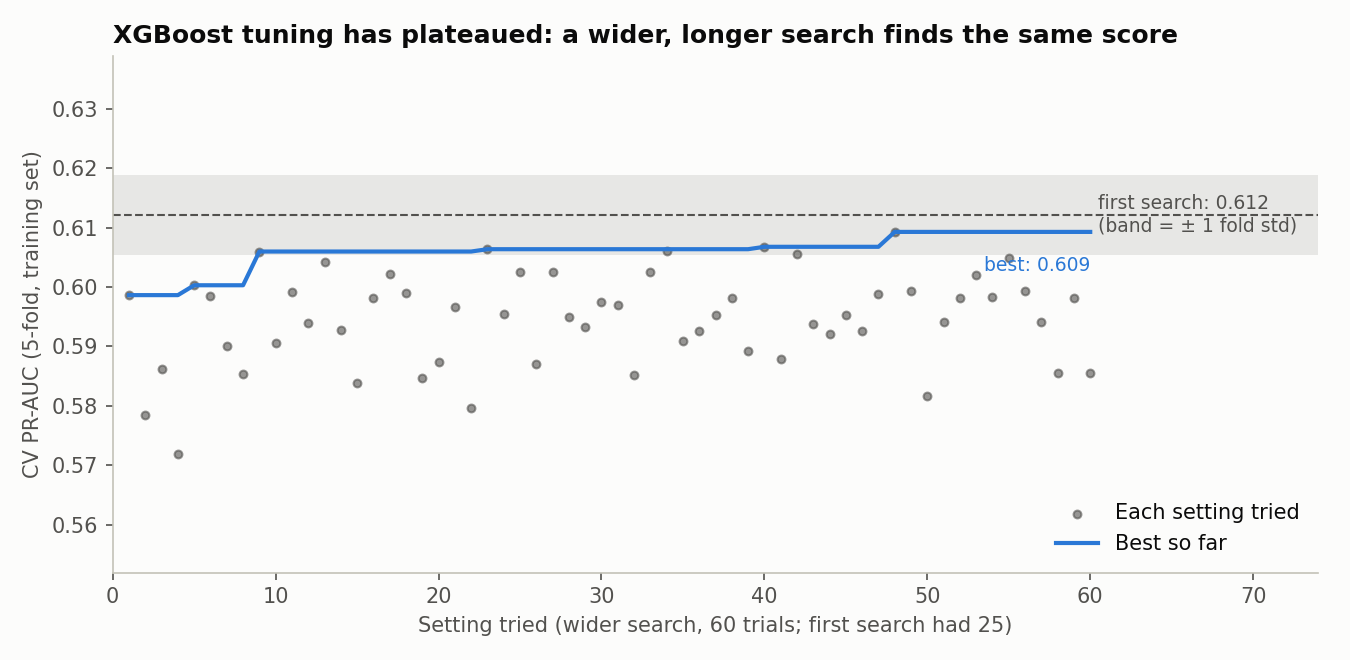 XGBoost tuning has plateaued: a wider, longer search finds the same score
CV PR-AUC (5-fold, training set)
0.63
0.62
0.61
0.60
0.59
0.58
0.57
0.56
first search: 0.612
(band = ± 1 fold std)
best: 0.609
Each setting tried
Best so far
0 10 20 30 40 50 60 70
Setting tried (wider search, 60 trials; first search had 25)